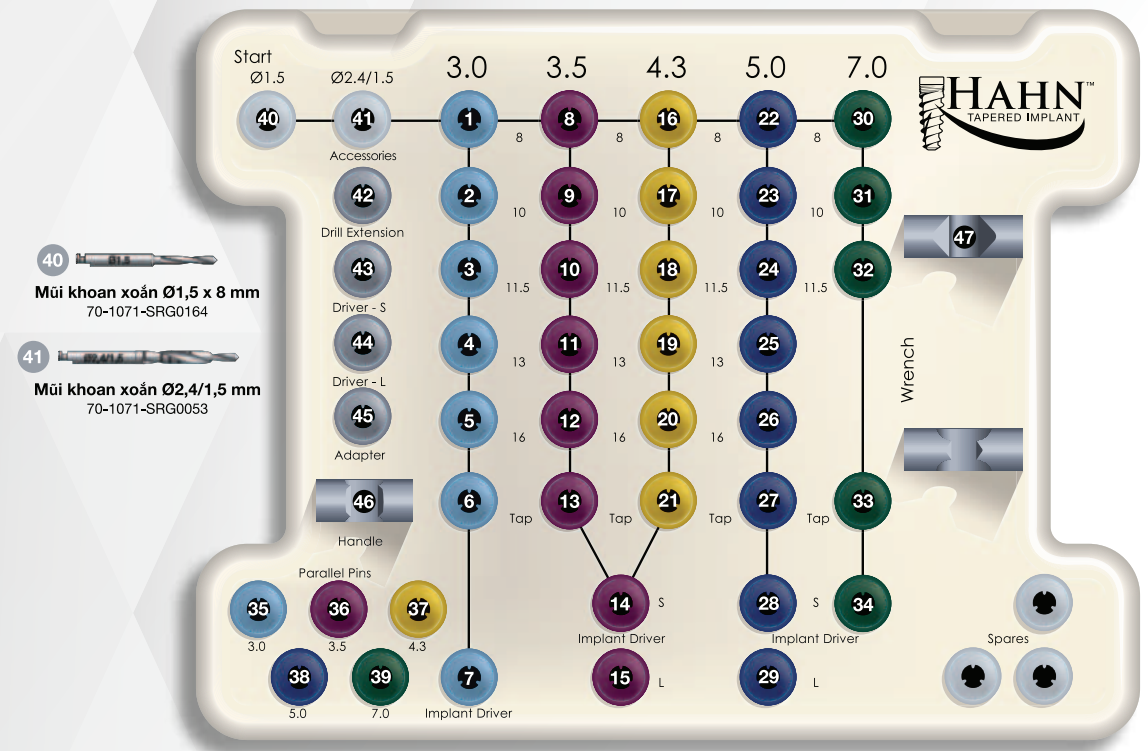 Start
Ø1.5
Ø2.4/1.5
3.0
3.5
4.3
5.0
7.0
HAHN™
TAPERED IMPLANT
40
41
1
8
8
8
16
8
22
8
30
Accessories
42
2
10
9
10
17
10
23
10
31
Drill Extension
47
43
3
11.5
10
11.5
18
11.5
24
11.5
32
Driver - S
44
4
13
11
13
19
13
25
Driver - L
Wrench
45
5
16
12
16
20
16
26
Adapter
46
6
Tap
13
Tap
21
Tap
27
Tap
33
Handle
Parallel Pins
35
36
37
3.0
3.5
4.3
38
39
5.0
7.0
7
Implant Driver
14
S
Implant Driver
15
L
28
S
34
Implant Driver
29
L
Spares
40
Ø1.5
Mũi khoan xoắn Ø1,5 x 8 mm
70-1071-SRG0164
41
Ø2,4/1,5
Mũi khoan xoắn Ø2,4/1,5 mm
70-1071-SRG0053